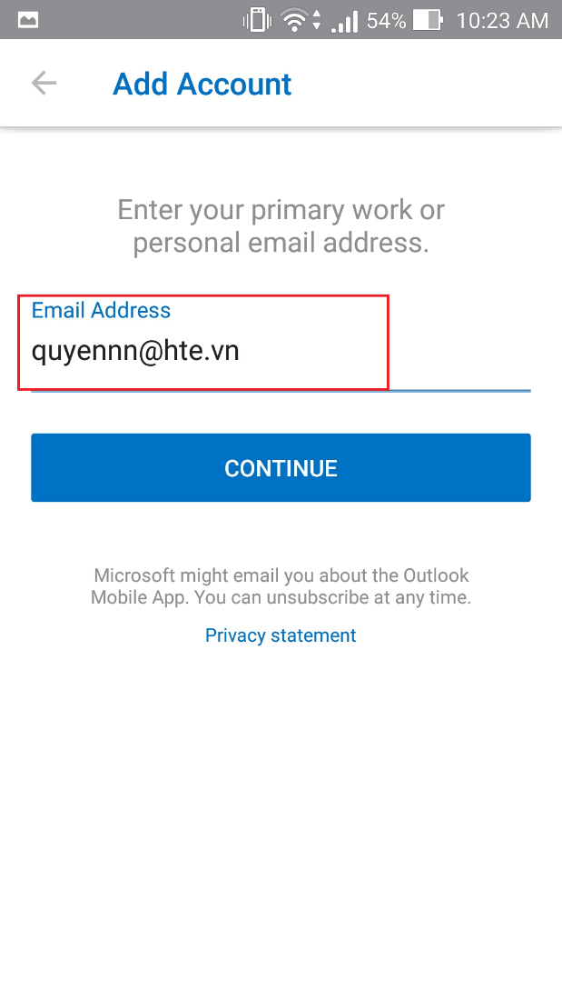 54% 10:23 AM
Add Account
Enter your primary work or
personal email address.
Email Address
quyennn@hte.vn
CONTINUE
Microsoft might email you about the Outlook
Mobile App. You can unsubscribe at any time.
Privacy statement